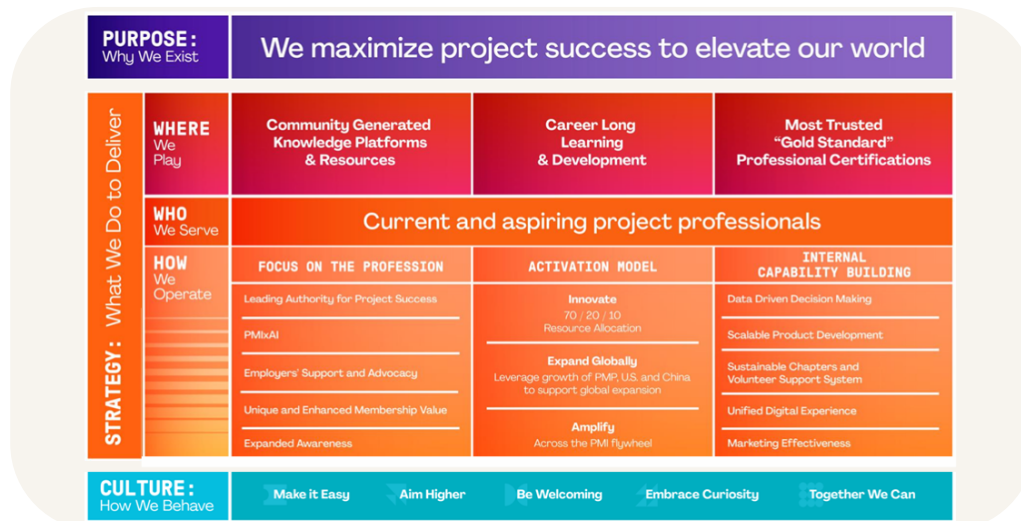 PURPOSE:
Why We Exist
We maximize project success to elevate our world
STRATEGY: What We Do to Deliver
WHERE
We
Play
Community Generated
Knowledge Platforms
& Resources
Career Long
Learning
& Development
Most Trusted
“Gold Standard”
Professional Certifications
WHO
We Serve
Current and aspiring project professionals
HOW
We
Operate
FOCUS ON THE PROFESSION
Leading Authority for Project Success
PMIxAI
Employers' Support and Advocacy
Unique and Enhanced Membership Value
Expanded Awareness
ACTIVATION MODEL
Innovate
70 / 20 / 10
Resource Allocation
Expand Globally
Leverage growth of PMP, U.S. and China
to support global expansion
Amplify
Across the PMI flywheel
INTERNAL
CAPABILITY BUILDING
Data Driven Decision Making
Scalable Product Development
Sustainable Chapters and
Volunteer Support System
Unified Digital Experience
Marketing Effectiveness
CULTURE:
How We Behave
Make it Easy
Aim Higher
Be Welcoming
Embrace Curiosity
Together We Can